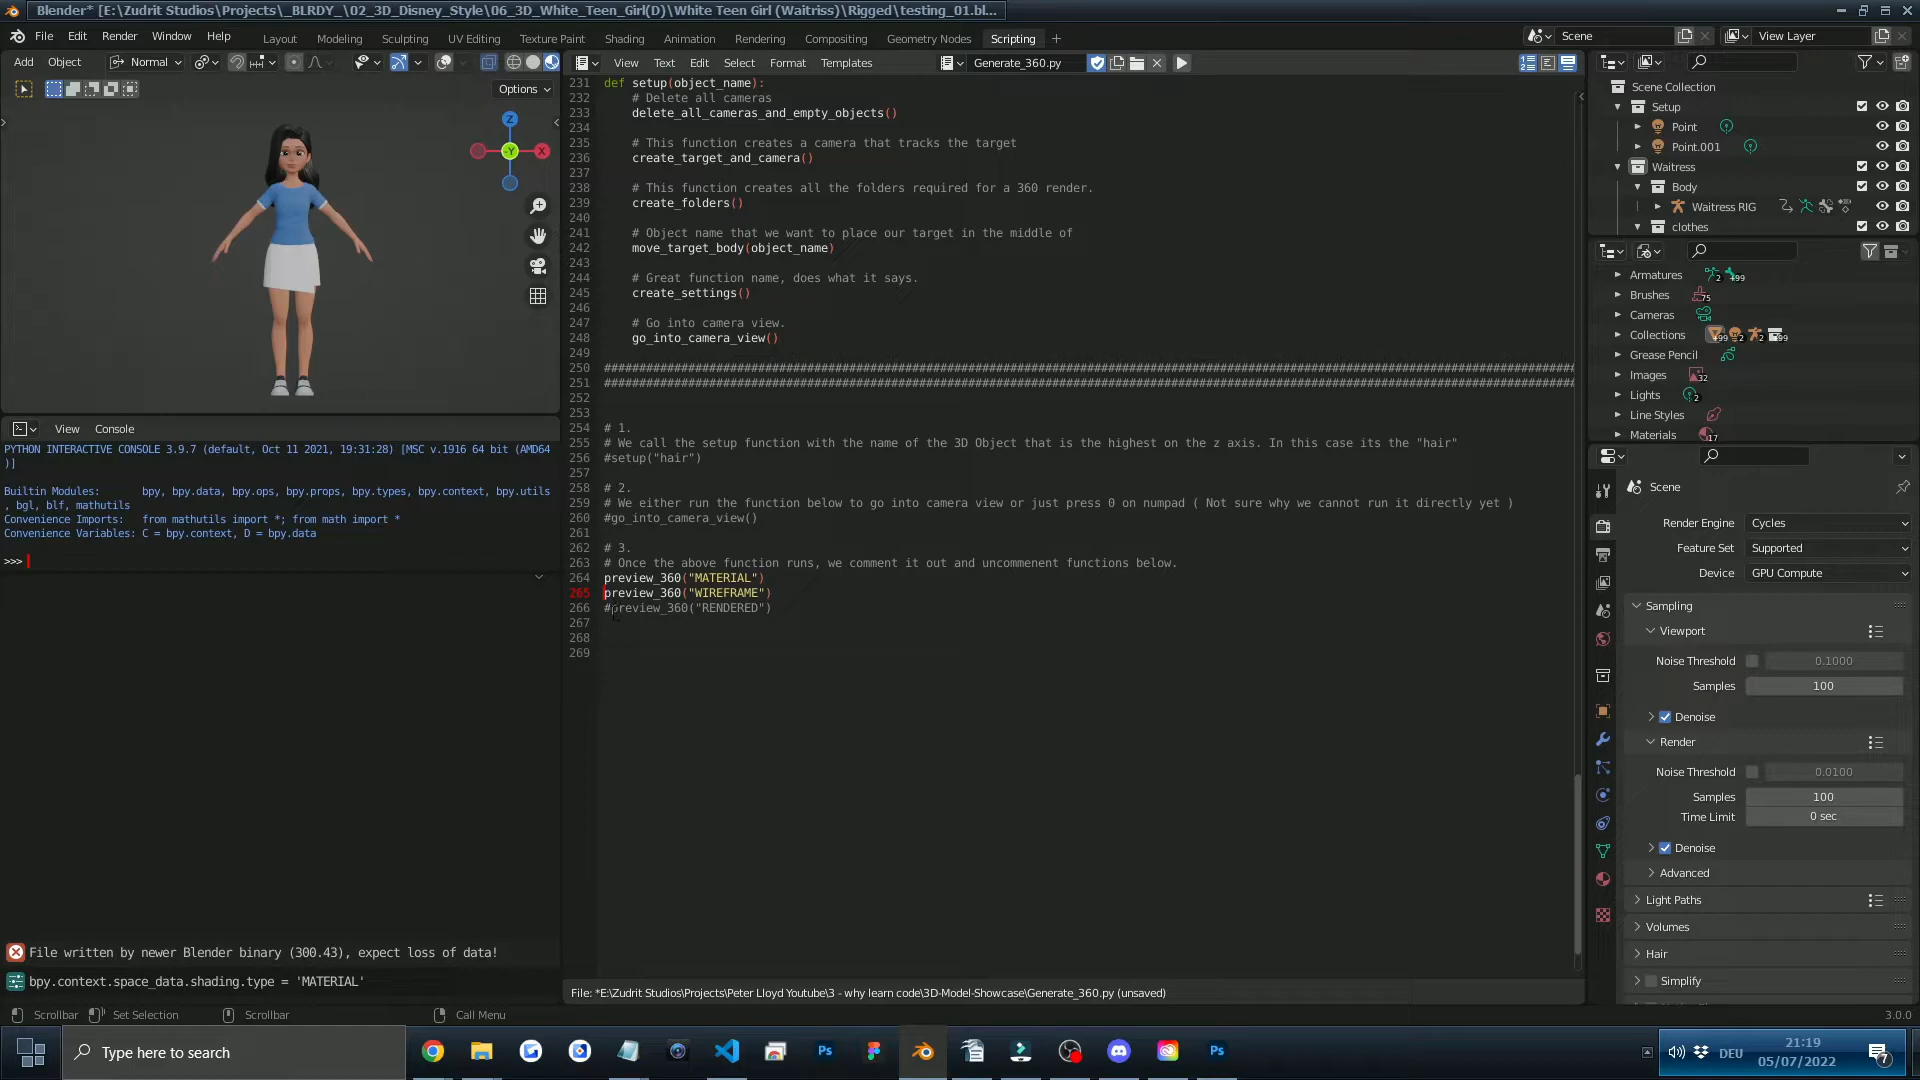 Blender* [E:\Zudrit Studios\Projects\_BLRDY_\02_3D_Disney_Style\06_3D_White_Teen_Girl(D)\White Teen Girl (Waitriss)\Rigged\testing_01.bl...
File Edit Render Window Help Layout Modeling Sculpting UV Editing Texture Paint Shading Animation Rendering Compositing Geometry Nodes Scripting + Scene View Layer
Add Object Normal View Text Edit Select Format Templates Generate_360.py
Options
Z
-Y
X
231 def setup(object_name):
232 # Delete all cameras
233 delete_all_cameras_and_empty_objects()
234
235 # This function creates a camera that tracks the target
236 create_target_and_camera()
237
238 # This function creates all the folders required for a 360 render.
239 create_folders()
240
241 # Object name that we want to place our target in the middle of
242 move_target_body(object_name)
243
244 # Great function name, does what it says.
245 create_settings()
246
247 # Go into camera view.
248 go_into_camera_view()
249
250
251
252
253
254 # 1.
255 # We call the setup function with the name of the 3D Object that is the highest on the z axis. In this case its the "hair"
256 #setup("hair")
257
258 # 2.
259 # We either run the function below to go into camera view or just press 0 on numpad ( Not sure why we cannot run it directly yet )
260 #go_into_camera_view()
261
262 # 3.
263 # Once the above function runs, we comment it out and uncommenent functions below.
264 preview_360("MATERIAL")
265 preview_360("WIREFRAME")
266 #preview_360("RENDERED")
267
268
269
File: *E:\Zudrit Studios\Projects\Peter Lloyd Youtube\3 - why learn code\3D-Model-Showcase\Generate_360.py (unsaved)
View Console
PYTHON INTERACTIVE CONSOLE 3.9.7 (default, Oct 11 2021, 19:31:28) [MSC v.1916 64 bit (AMD64
)]
Builtin Modules: bpy, bpy.data, bpy.ops, bpy.props, bpy.types, bpy.context, bpy.utils
, bgl, blf, mathutils
Convenience Imports: from mathutils import *; from math import *
Convenience Variables: C = bpy.context, D = bpy.data
>>>
File written by newer Blender binary (300.43), expect loss of data!
bpy.context.space_data.shading.type = 'MATERIAL'
Scene Collection
Setup
Point
Point.001
Waitress
Body
Waitress RIG
clothes
Armatures 2 +99
Brushes 75
Cameras
Collections +99 2 2 +99
Grease Pencil
Images 32
Lights 2
Line Styles
Materials 17
Scene
Render Engine Cycles
Feature Set Supported
Device GPU Compute
Sampling
Viewport
Noise Threshold 0.1000
Samples 100
Denoise
Render
Noise Threshold 0.0100
Samples 100
Time Limit 0 sec
Denoise
Advanced
Light Paths
Volumes
Hair
Simplify
Scrollbar Set Selection Scrollbar Call Menu 3.0.0
Type here to search
Ps Ps
DEU
21:19
05/07/2022
7